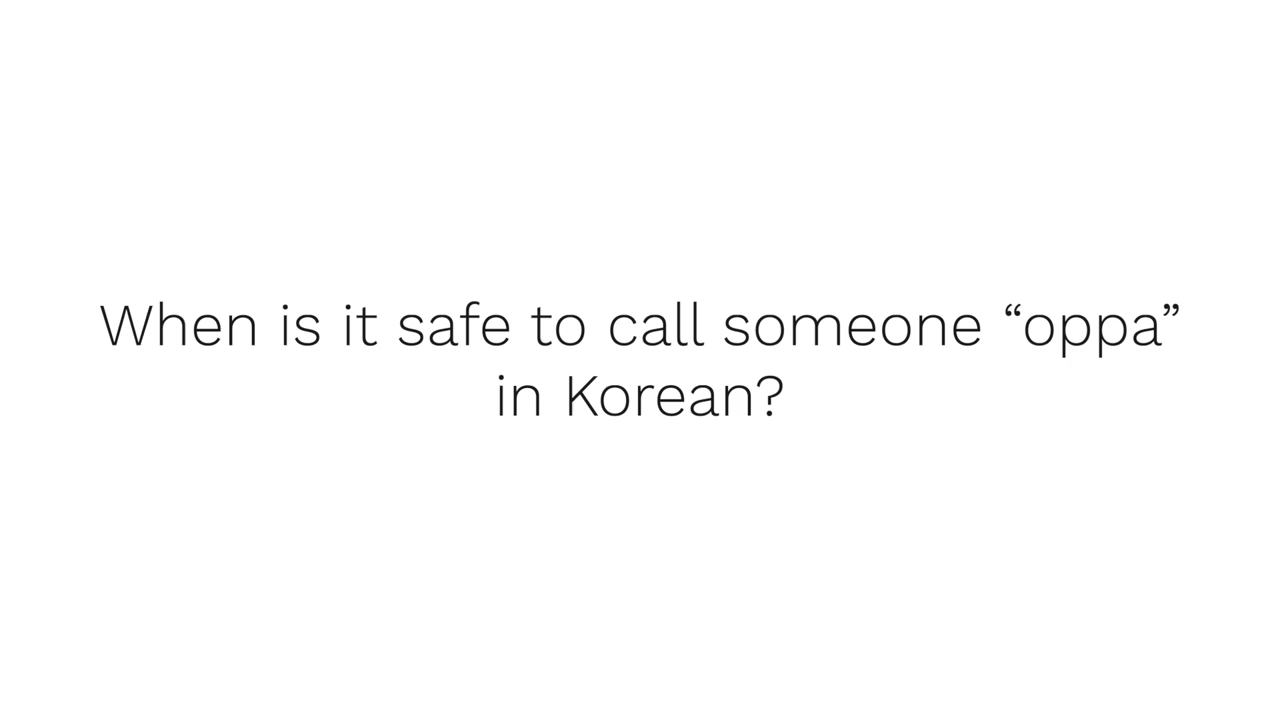 When is it safe to call someone “oppa”
in Korean?